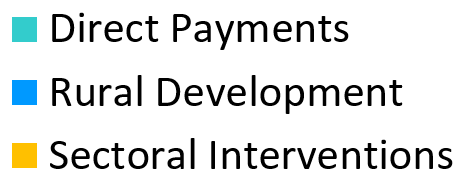 Direct Payments
Rural Development
Sectoral Interventions